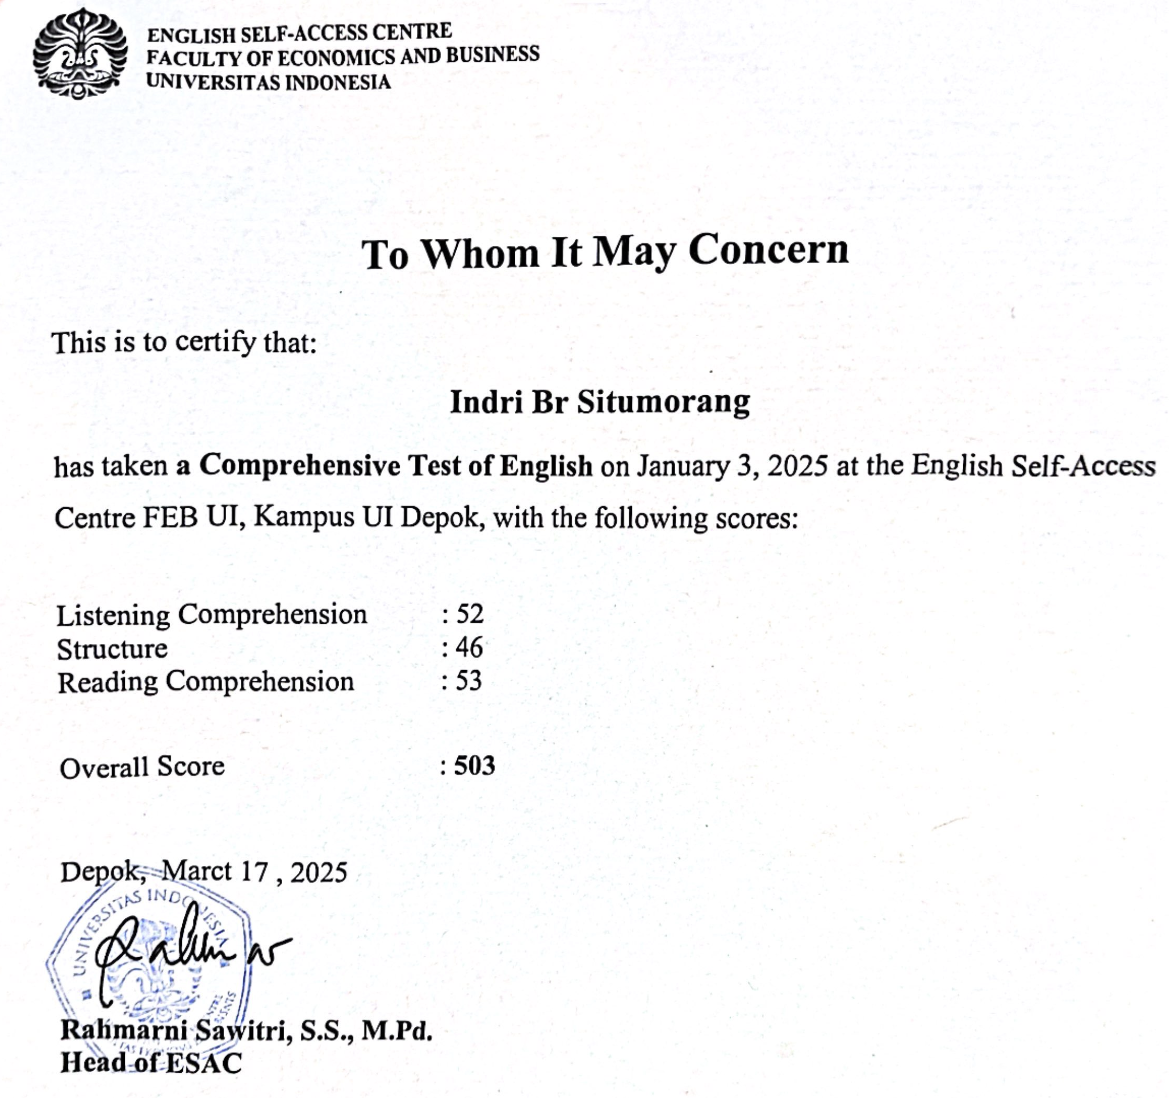 ENGLISH SELF-ACCESS CENTRE
FACULTY OF ECONOMICS AND BUSINESS
UNIVERSITAS INDONESIA
To Whom It May Concern
This is to certify that:
Indri Br Situmorang
has taken a Comprehensive Test of English on January 3, 2025 at the English Self-Access
Centre FEB UI, Kampus UI Depok, with the following scores:
Listening Comprehension : 52
Structure : 46
Reading Comprehension : 53
Overall Score : 503
Depok, Marct 17 , 2025
UNIVERSITAS INDONESIA
Rahmarni Sawitri, S.S., M.Pd.
Head of ESAC